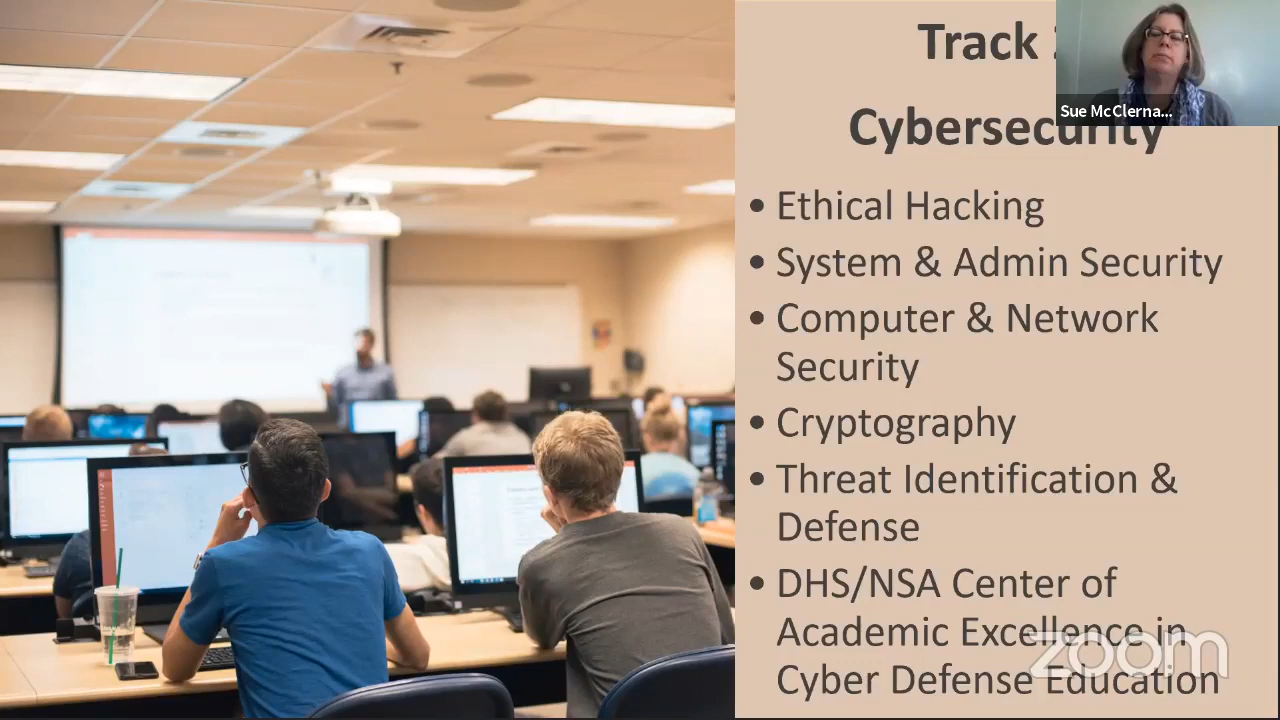 Track
Sue McClerna...
Cybersecurity
• Ethical Hacking
• System & Admin Security
• Computer & Network
Security
• Cryptography
• Threat Identification &
Defense
• DHS/NSA Center of
Academic Excellence in
Cyber Defense Education
zoom